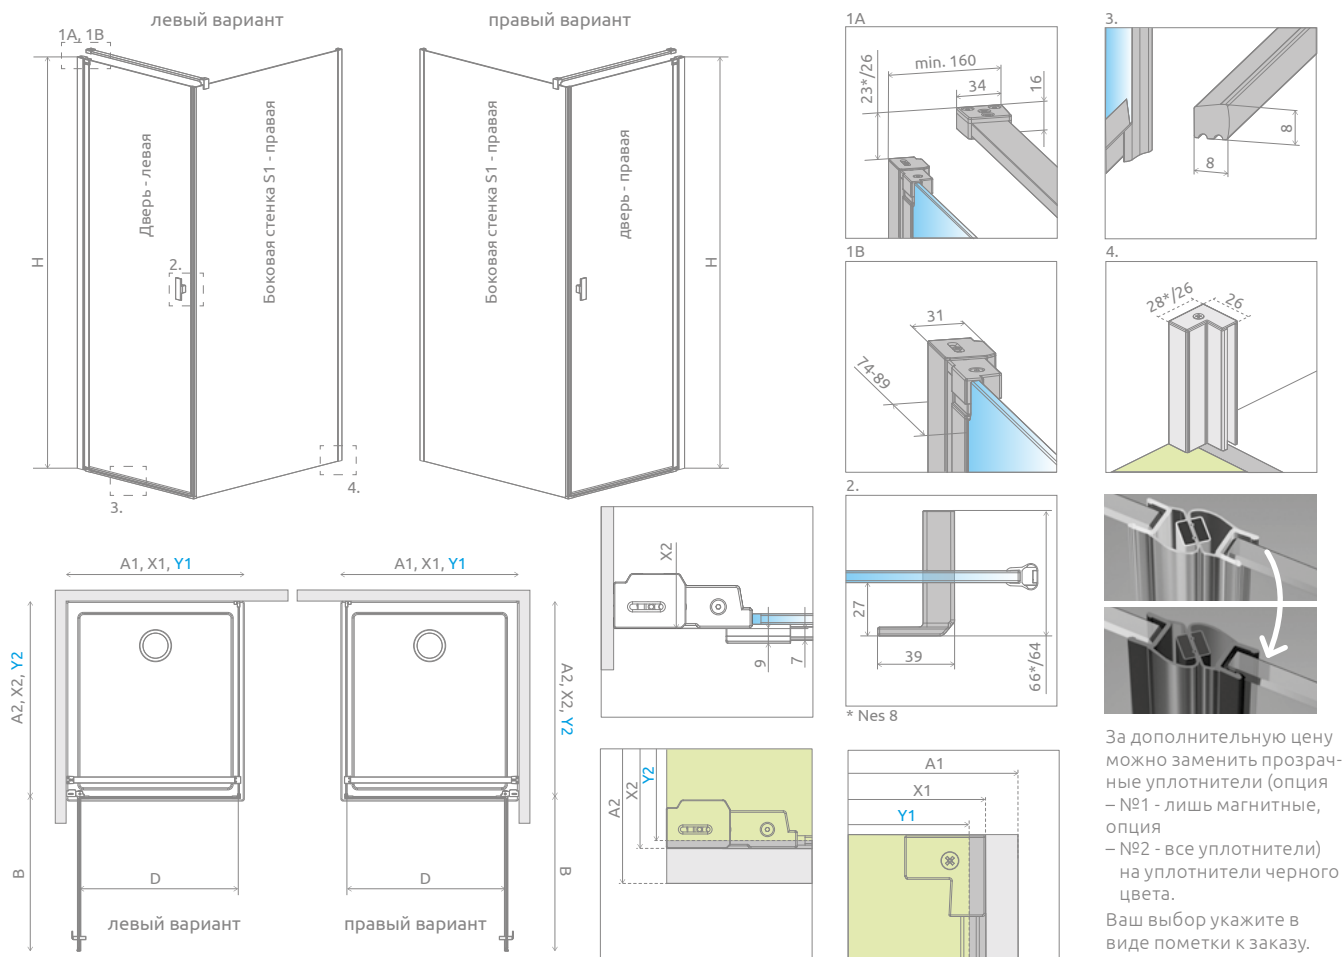 левый вариант
правый вариант
1A, 1B
H
Дверь - левая
Боковая стенка S1 - правая
2.
3.
4.
Боковая стенка S1 - правая
дверь - правая
H
1A
23*/26
min. 160
34
16
3.
8
8
1B
31
74-89
4.
28*/26
26
2.
27
39
66*/64
* Nes 8
X2
9
7
A1, X1, Y1
A2, X2, Y2
B
D
левый вариант
A1, X1, Y1
A2, X2, Y2
B
D
правый вариант
A2
X2
Y2
A1
X1
Y1
За дополнительную цену
можно заменить прозрач-
ные уплотнители (опция
– №1 - лишь магнитные,
опция
– №2 - все уплотнители)
на уплотнители черного
цвета.
Ваш выбор укажите в
виде пометки к заказу.